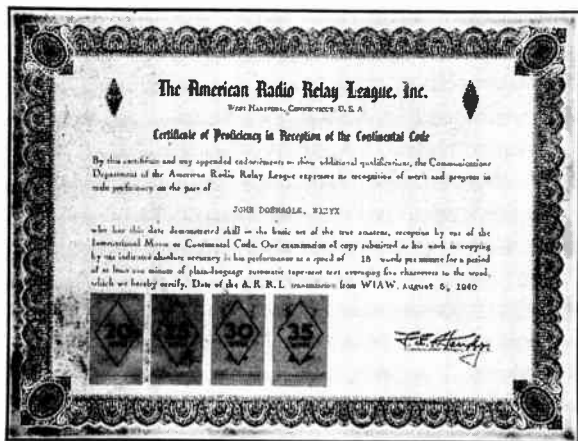 The American Radio Relay League, Inc.
WEST HARTFORD, CONNECTICUT U. S. A
Certificate of Proficiency in Reception of the Continental Code
By this certificate and any appended endorsements to show additional qualifications, the Communications
Department of the American Radio Relay League expresses its recognition of merit and progress in
code proficiency on the part of
JOHN
who has this date demonstrated skill in the basic art of the true amateur, reception by ear of the
International Morse or Continental Code. Our examination of copy submitted as his work in copying
by ear indicates absolute accuracy in his performance at a speed of 15 words per minute for a period
of at least one minute of plain-language automatic tape-sent text averaging five characters to the word,
which we hereby certify. Date of the A. R. R. L. transmission from W1AW, August 5, 1940
20
30
35
F. E. Handy